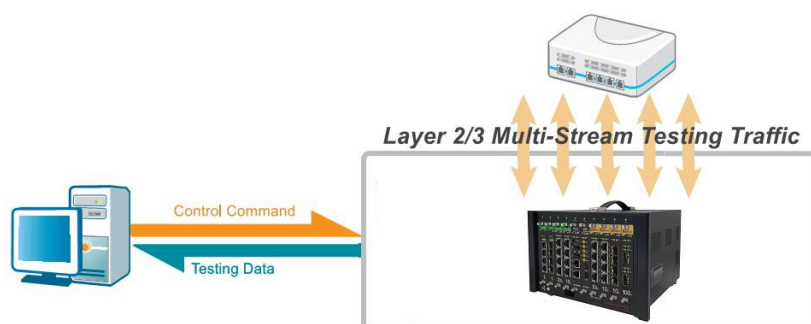 Layer 2/3 Multi-Stream Testing Traffic
Control Command
Testing Data